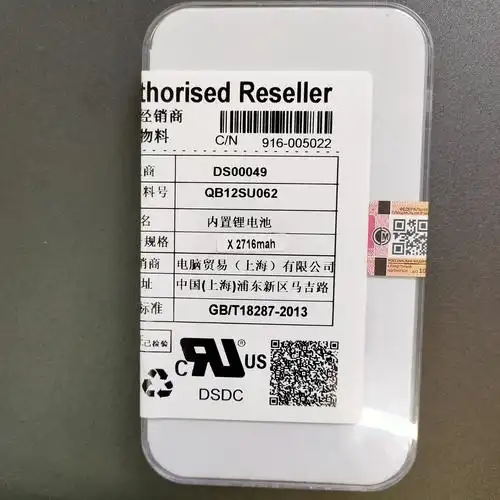 thorised Reseller
经销商
物料
C/N 916-005022
商 DS00049
料号 QB12SU062
名 内置锂电池
规格 X 2716mah
销商 电脑贸易（上海）有限公司
址 中国(上海)浦东新区马吉路
标准 GB/T18287-2013
已检验
c RU ® US
DSDC